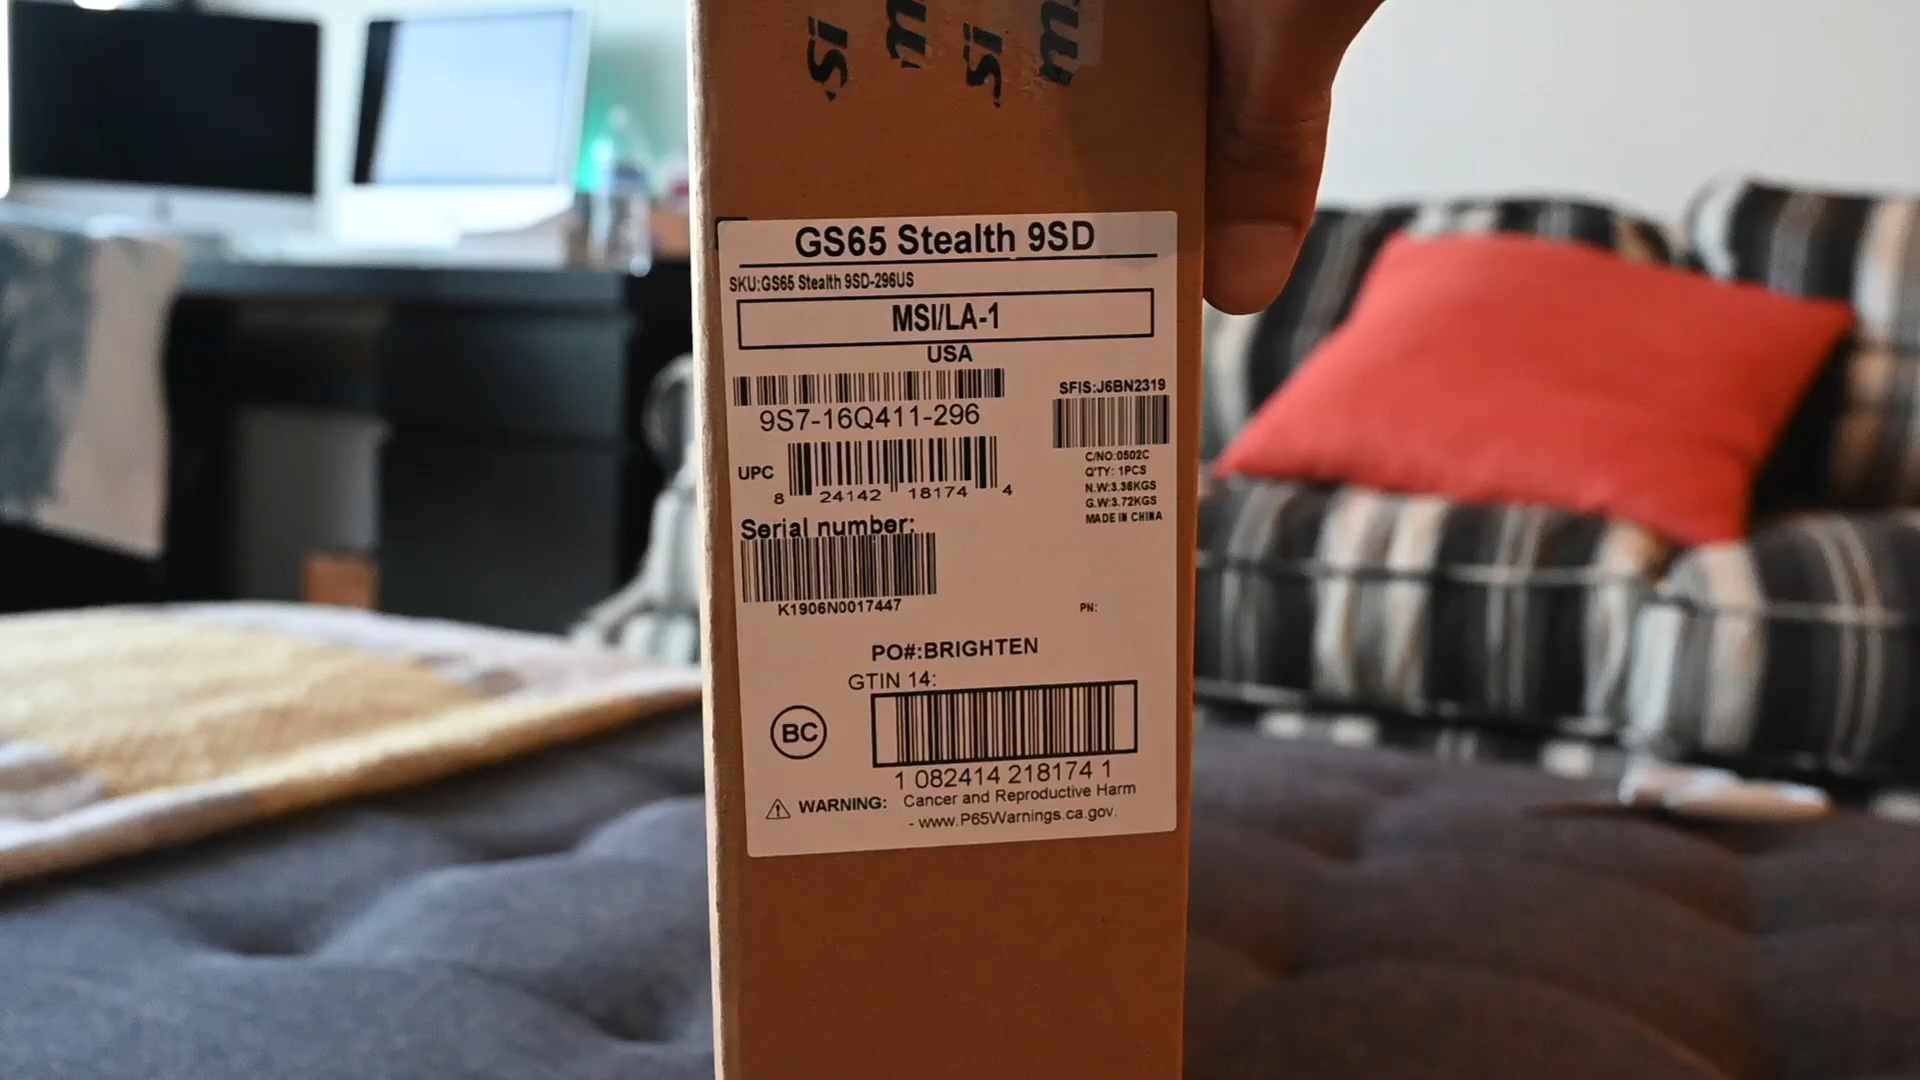 si
m
si
m
GS65 Stealth 9SD
SKU:GS65 Stealth 9SD-296US
MSI/LA-1
USA
9S7-16Q411-296
SFIS:J6BN2319
C/NO:0502C
Q'TY: 1PCS
N.W:3.36KGS
G.W:3.72KGS
MADE IN CHINA
UPC
8 24142 18174 4
Serial number:
K1906N0017447
PN:
PO#:BRIGHTEN
GTIN 14:
BC
1 082414 218174 1
WARNING: Cancer and Reproductive Harm
- www.P65Warnings.ca.gov.